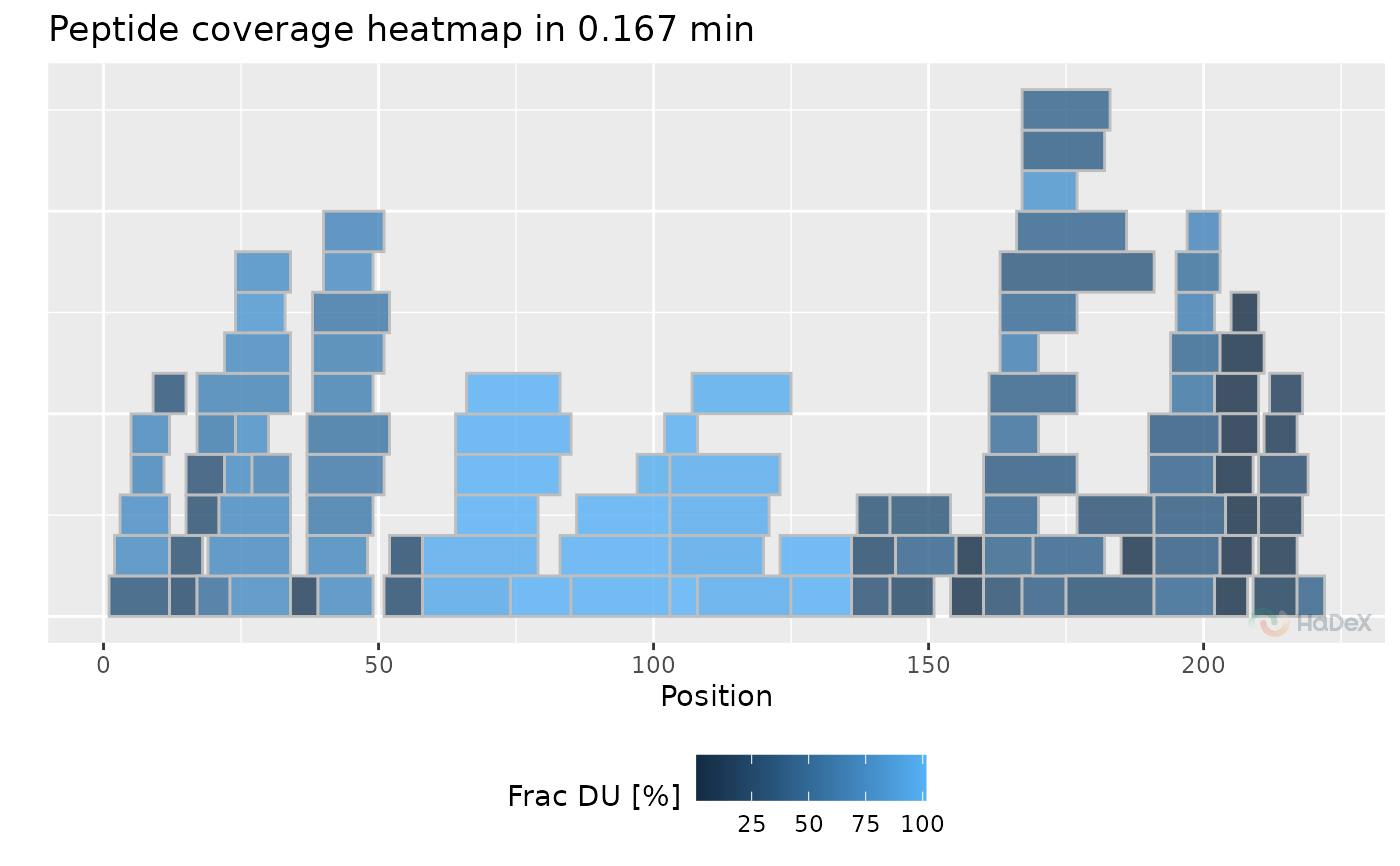 Peptide coverage heatmap in 0.167 min
HaDeX
0 50 100 150 200
Position
Frac DU [%]
25 50 75 100